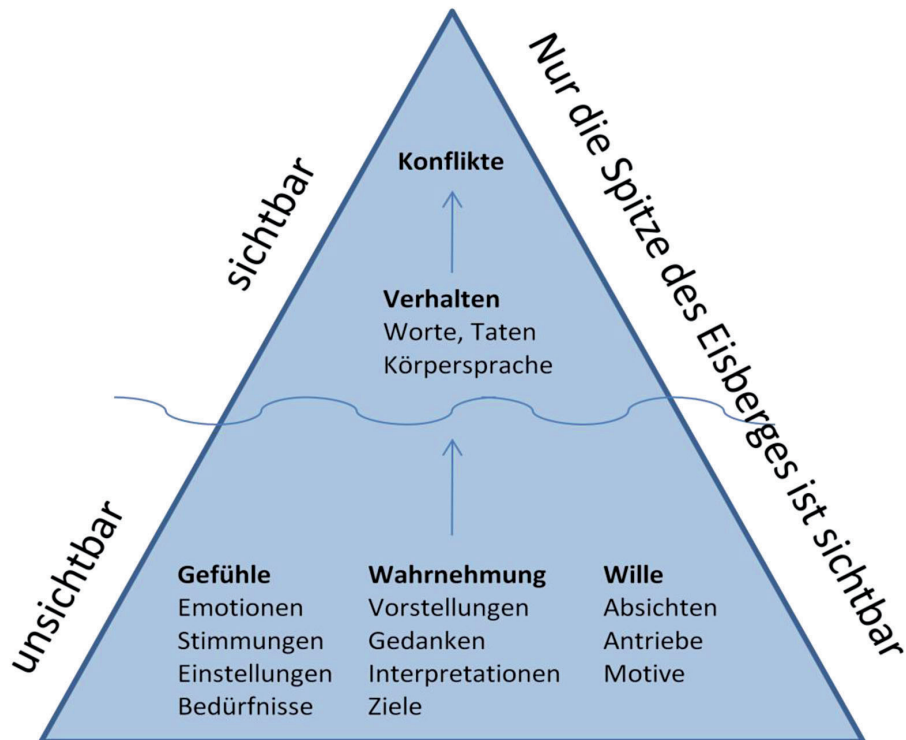 Nur die Spitze des Eisberges ist sichtbar
sichtbar
Konflikte
Verhalten
Worte, Taten
Körpersprache
unsichtbar
Gefühle
Emotionen
Stimmungen
Einstellungen
Bedürfnisse
Wahrnehmung
Vorstellungen
Gedanken
Interpretationen
Ziele
Wille
Absichten
Antriebe
Motive